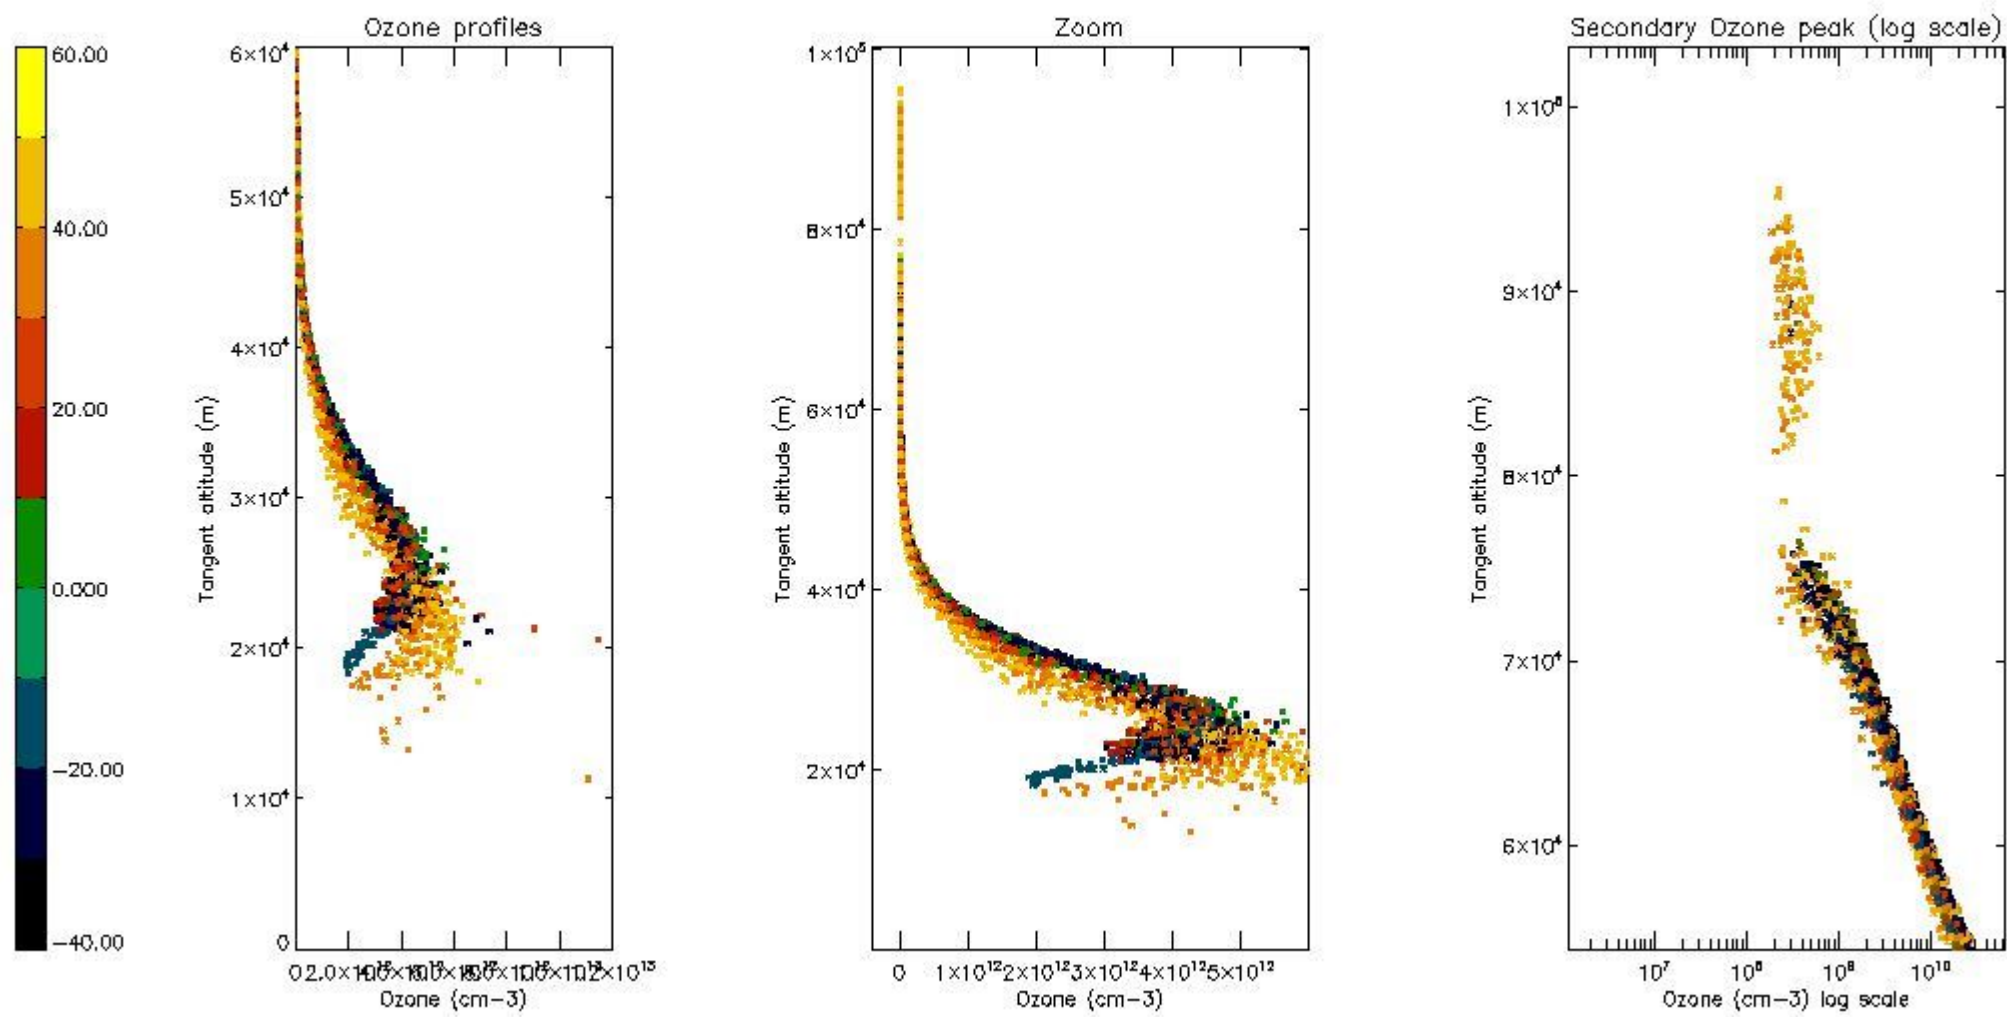 Ozone profiles
Zoom
Secondary Ozone peak (log scale)
60.00
40.00
20.00
0.000
-20.00
-40.00
6×10⁴
5×10⁴
4×10⁴
3×10⁴
2×10⁴
1×10⁴
0
Tangent altitude (m)
Ozone (cm-3)
1×10⁵
8×10⁴
6×10⁴
4×10⁴
2×10⁴
Tangent altitude (m)
0 1×10¹² 2×10¹² 3×10¹² 4×10¹² 5×10¹²
Ozone (cm-3)
1×10⁵
9×10⁴
8×10⁴
7×10⁴
6×10⁴
Tangent altitude (m)
10⁷ 10⁸ 10⁹ 10¹⁰
Ozone (cm-3) log scale